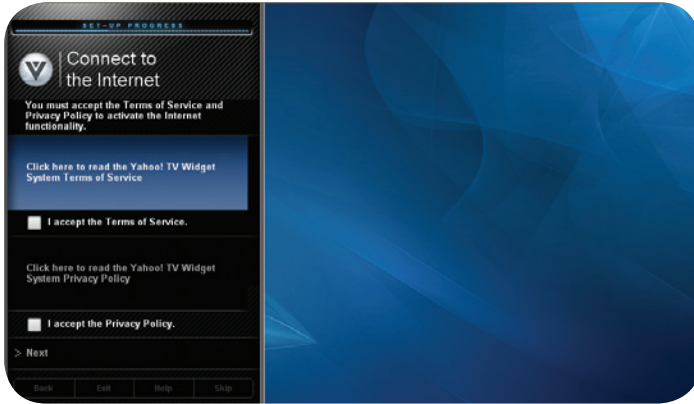 SET-UP PROGRESS
Connect to
the Internet
You must accept the Terms of Service and
Privacy Policy to activate the Internet
functionality.
Click here to read the Yahoo! TV Widget
System Terms of Service
I accept the Terms of Service.
Click here to read the Yahoo! TV Widget
System Privacy Policy
I accept the Privacy Policy.
> Next
Back Exit Help Skip